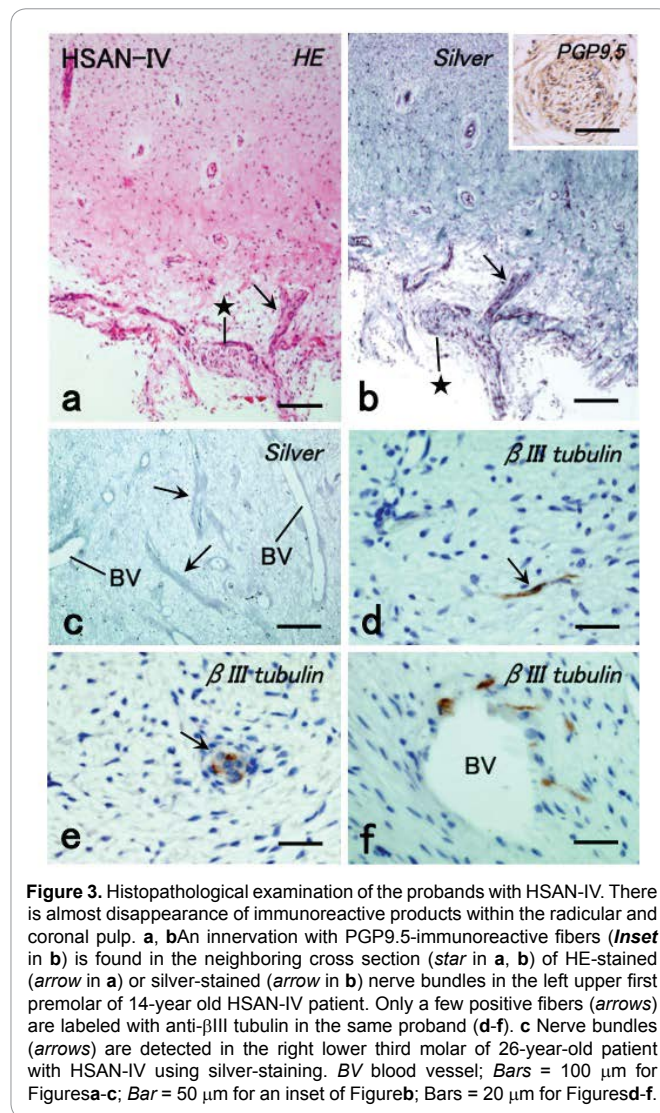 HSAN-IV
HE
Silver
PGP9,5
★
★
a
b
Silver
BV
BV
c
β III tubulin
d
β III tubulin
e
β III tubulin
BV
f
Figure 3. Histopathological examination of the probands with HSAN-IV. There
is almost disappearance of immunoreactive products within the radicular and
coronal pulp. a, bAn innervation with PGP9.5-immunoreactive fibers (Inset
in b) is found in the neighboring cross section (star in a, b) of HE-stained
(arrow in a) or silver-stained (arrow in b) nerve bundles in the left upper first
premolar of 14-year old HSAN-IV patient. Only a few positive fibers (arrows)
are labeled with anti-βIII tubulin in the same proband (d-f). c Nerve bundles
(arrows) are detected in the right lower third molar of 26-year-old patient
with HSAN-IV using silver-staining. BV blood vessel; Bars = 100 μm for
Figuresa-c; Bar = 50 μm for an inset of Figureb; Bars = 20 μm for Figuresd-f.